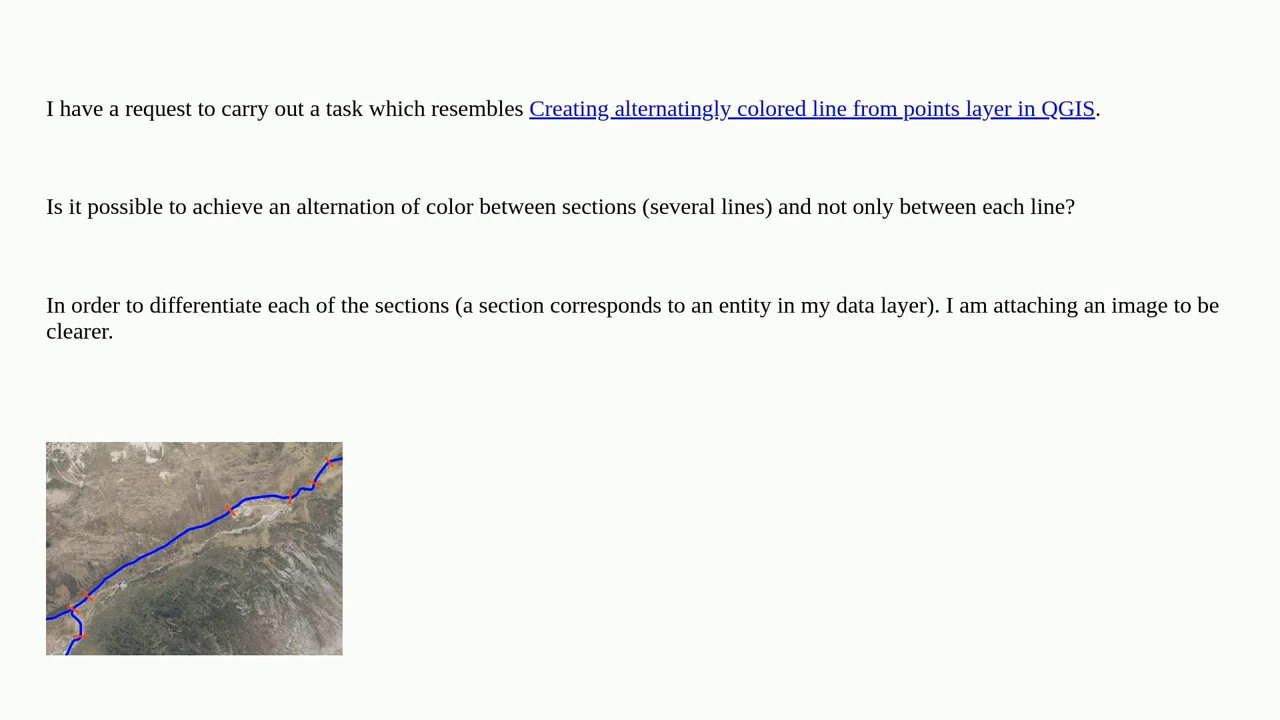 I have a request to carry out a task which resembles Creating alternatingly colored line from points layer in QGIS.
Is it possible to achieve an alternation of color between sections (several lines) and not only between each line?
In order to differentiate each of the sections (a section corresponds to an entity in my data layer). I am attaching an image to be
clearer.